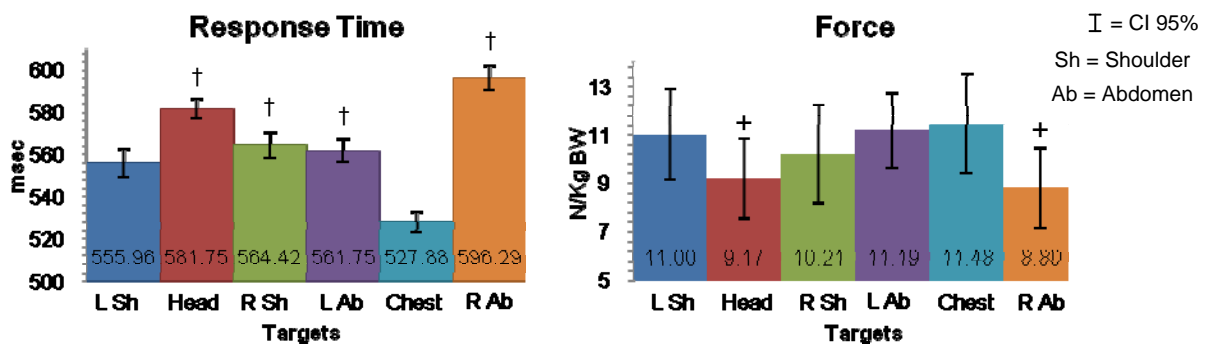 Response Time
msec
600
580
560
540
520
500
† † † †
555.96 581.75 564.42 561.75 527.88 596.29
L Sh Head R Sh L Ab Chest R Ab
Targets
Force
N/Kg BW
13
11
9
7
5
+ +
11.00 9.17 10.21 11.19 11.48 8.80
L Sh Head R Sh L Ab Chest R Ab
Targets
I = CI 95%
Sh = Shoulder
Ab = Abdomen